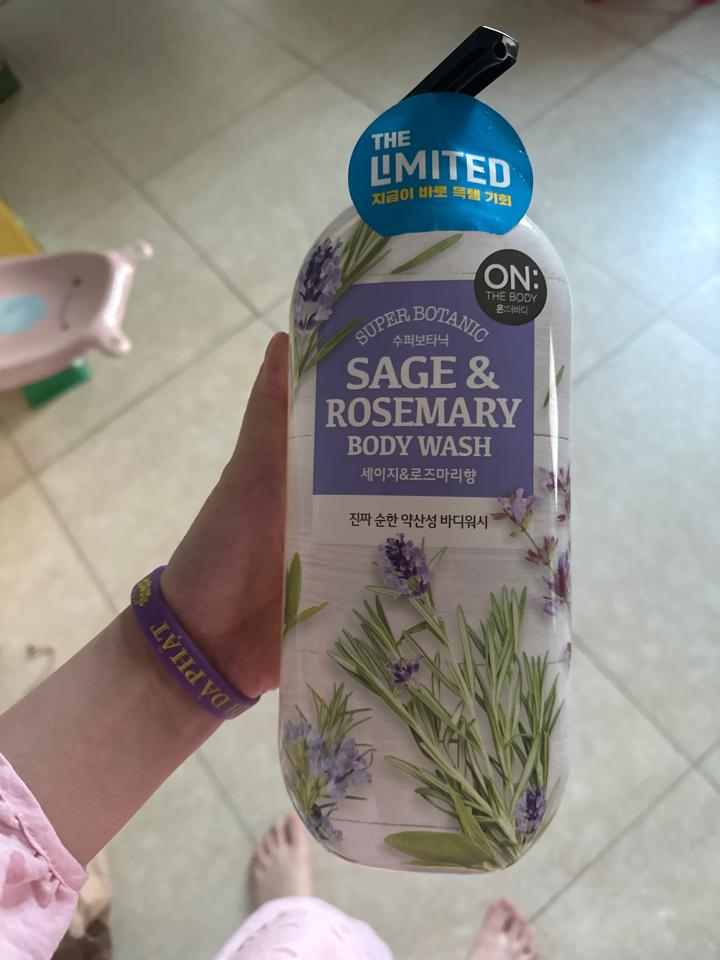 THE
LIMITED
지금이 바로 득템 기회
ON:
THE BODY
온:더바디
SUPER BOTANIC
수퍼보타닉
SAGE &
ROSEMARY
BODY WASH
세이지&로즈마리향
진짜 순한 약산성 바디워시
DÀ PHẬT